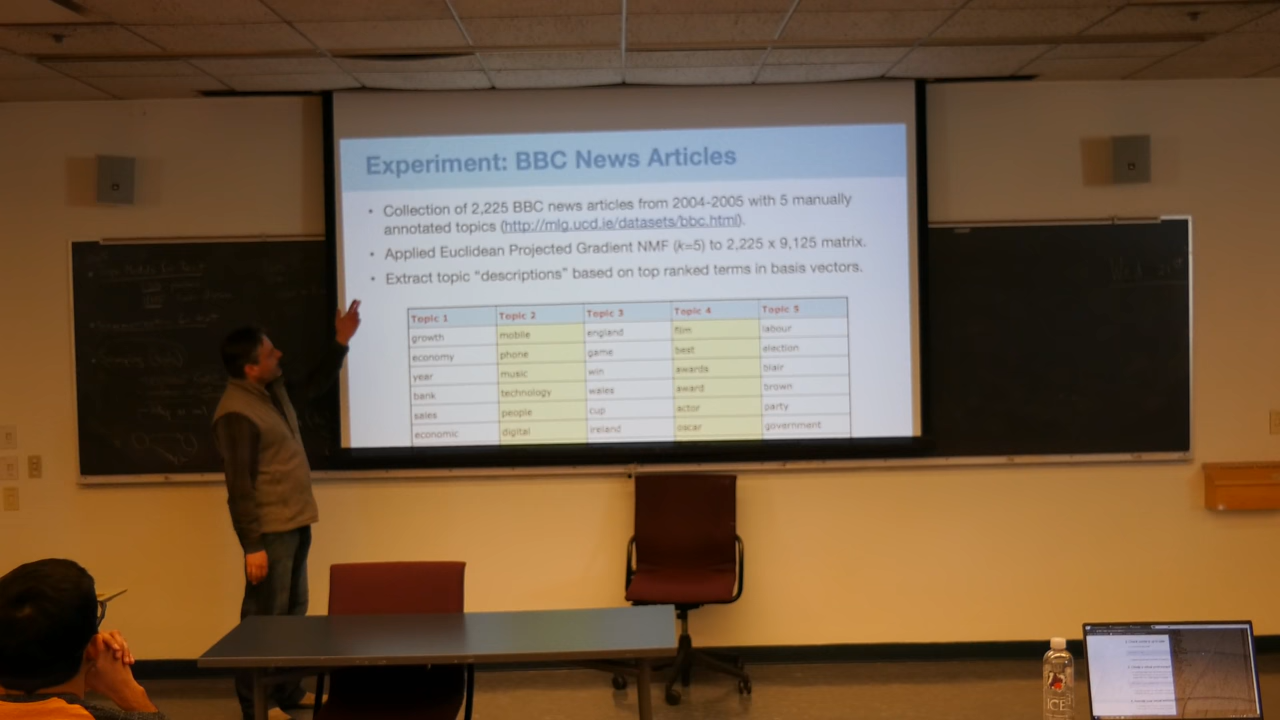 Experiment: BBC News Articles
• Collection of 2,225 BBC news articles from 2004-2005 with 5 manually
annotated topics (http://mlg.ucd.ie/datasets/bbc.html).
• Applied Euclidean Projected Gradient NMF (k=5) to 2,225 x 9,125 matrix.
• Extract topic "descriptions" based on top ranked terms in basis vectors.
Topic 1 Topic 2 Topic 3 Topic 4 Topic 5
growth mobile england film labour
economy phone game best election
year music win awards blair
bank technology wales award brown
sales people cup actor party
economic digital ireland oscar government
ICE